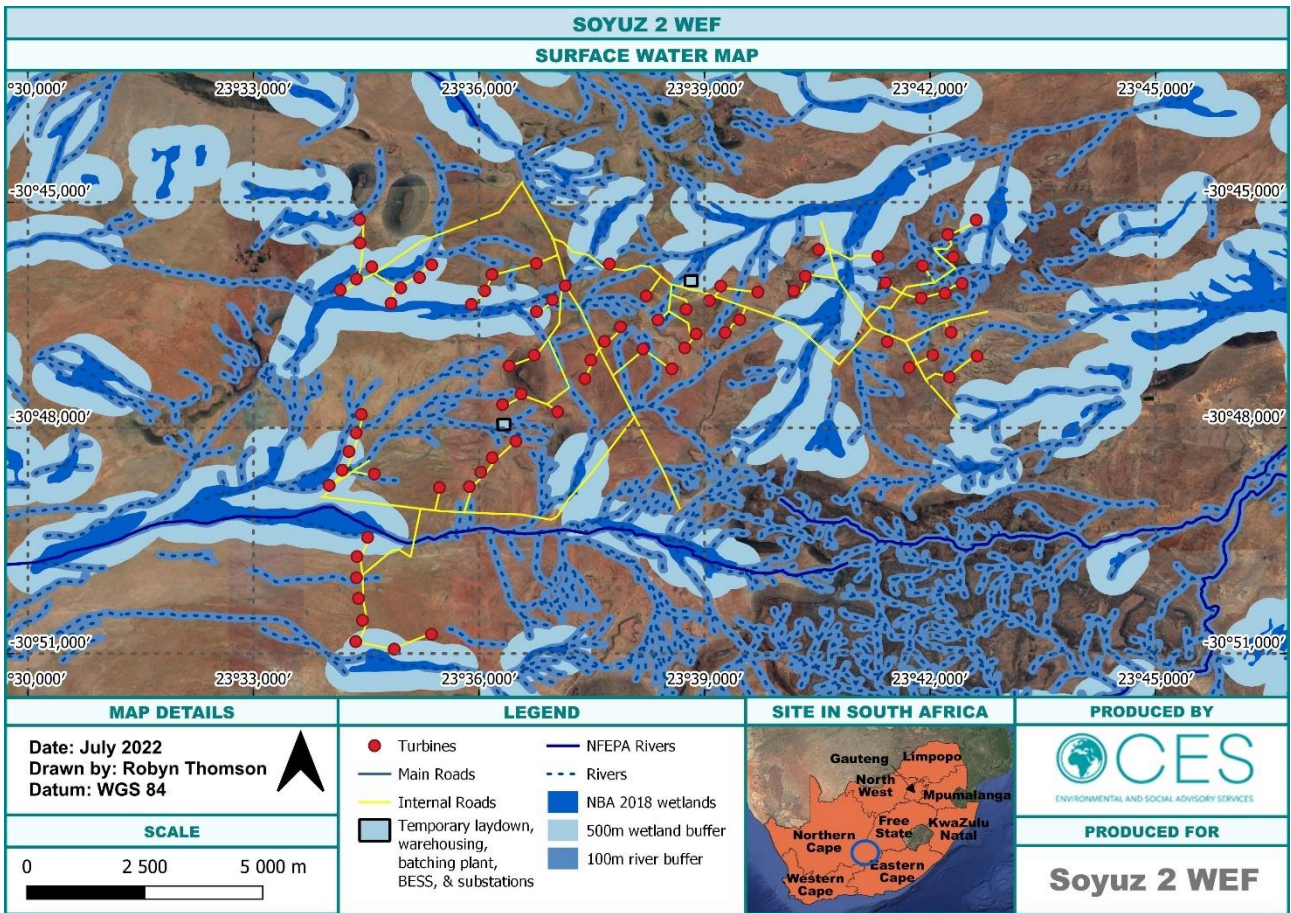 SOYUZ 2 WEF
SURFACE WATER MAP
°30,000′ 23°33,000′ 23°36,000′ 23°39,000′ 23°42,000′ 23°45,000′
-30°45,000′ -30°45,000′
-30°48,000′ -30°48,000′
-30°51,000′ -30°51,000′
°30,000′ 23°33,000′ 23°36,000′ 23°39,000′ 23°42,000′ 23°45,000′
MAP DETAILS
Date: July 2022
Drawn by: Robyn Thomson
Datum: WGS 84
SCALE
0 2 500 5 000 m
LEGEND
Turbines
Main Roads
Internal Roads
Temporary laydown,
warehousing,
batching plant,
BESS, & substations
NFEPA Rivers
Rivers
NBA 2018 wetlands
500m wetland buffer
100m river buffer
SITE IN SOUTH AFRICA
Gauteng
Limpopo
North
West
Mpumalanga
Free
State
KwaZulu
Natal
Northern
Cape
Eastern
Cape
Western
Cape
PRODUCED BY
CES
ENVIRONMENTAL AND SOCIAL ADVISORY SERVICES
PRODUCED FOR
Soyuz 2 WEF